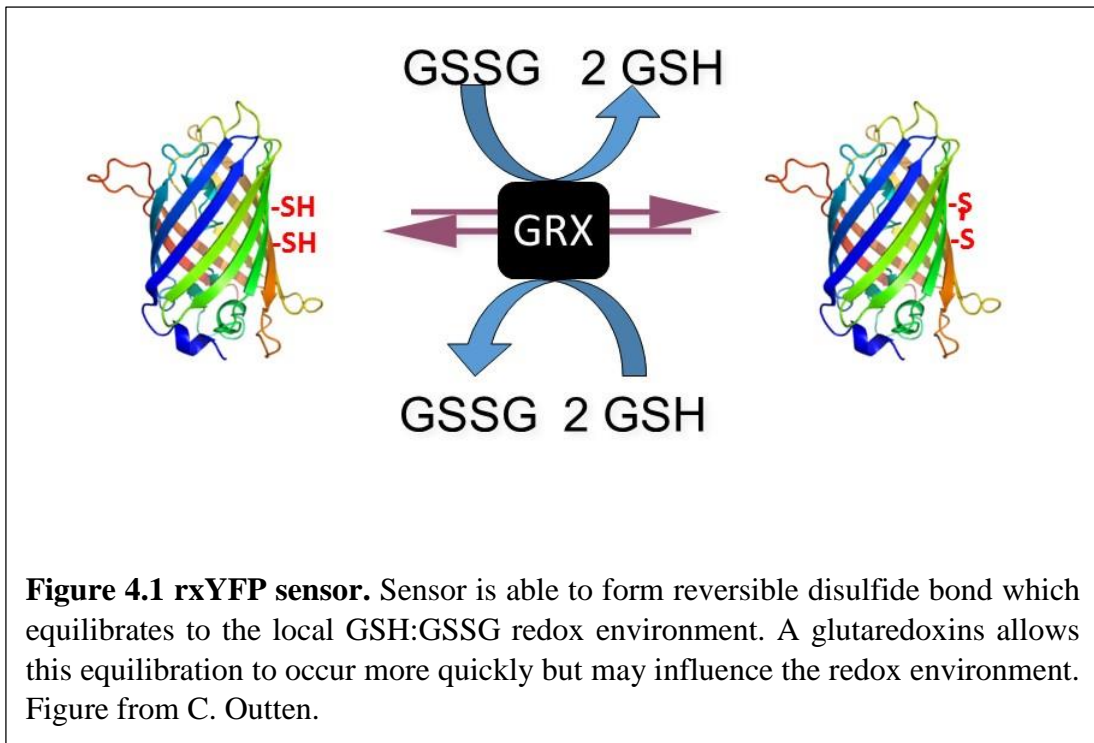 GSSG 2 GSH
-SH
-SH
GRX
-S
-S
GSSG 2 GSH
Figure 4.1 rxYFP sensor. Sensor is able to form reversible disulfide bond which
equilibrates to the local GSH:GSSG redox environment. A glutaredoxins allows
this equilibration to occur more quickly but may influence the redox environment.
Figure from C. Outten.